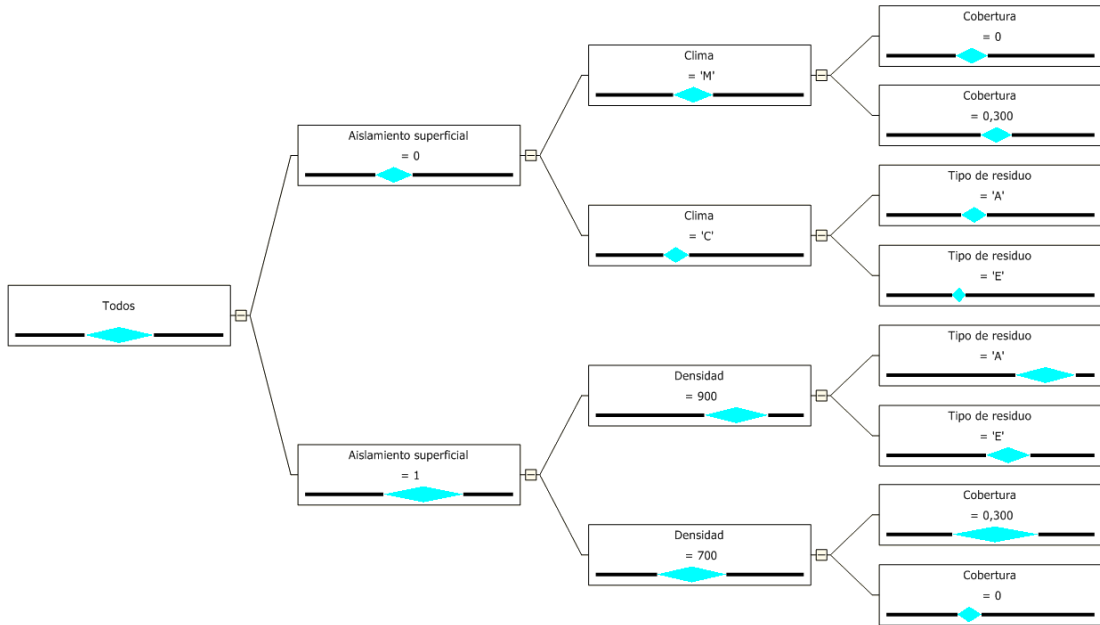 Todos
Aislamiento superficial
= 0
Aislamiento superficial
= 1
Clima
= 'M'
Clima
= 'C'
Densidad
= 900
Densidad
= 700
Cobertura
= 0
Cobertura
= 0,300
Tipo de residuo
= 'A'
Tipo de residuo
= 'E'
Tipo de residuo
= 'A'
Tipo de residuo
= 'E'
Cobertura
= 0,300
Cobertura
= 0